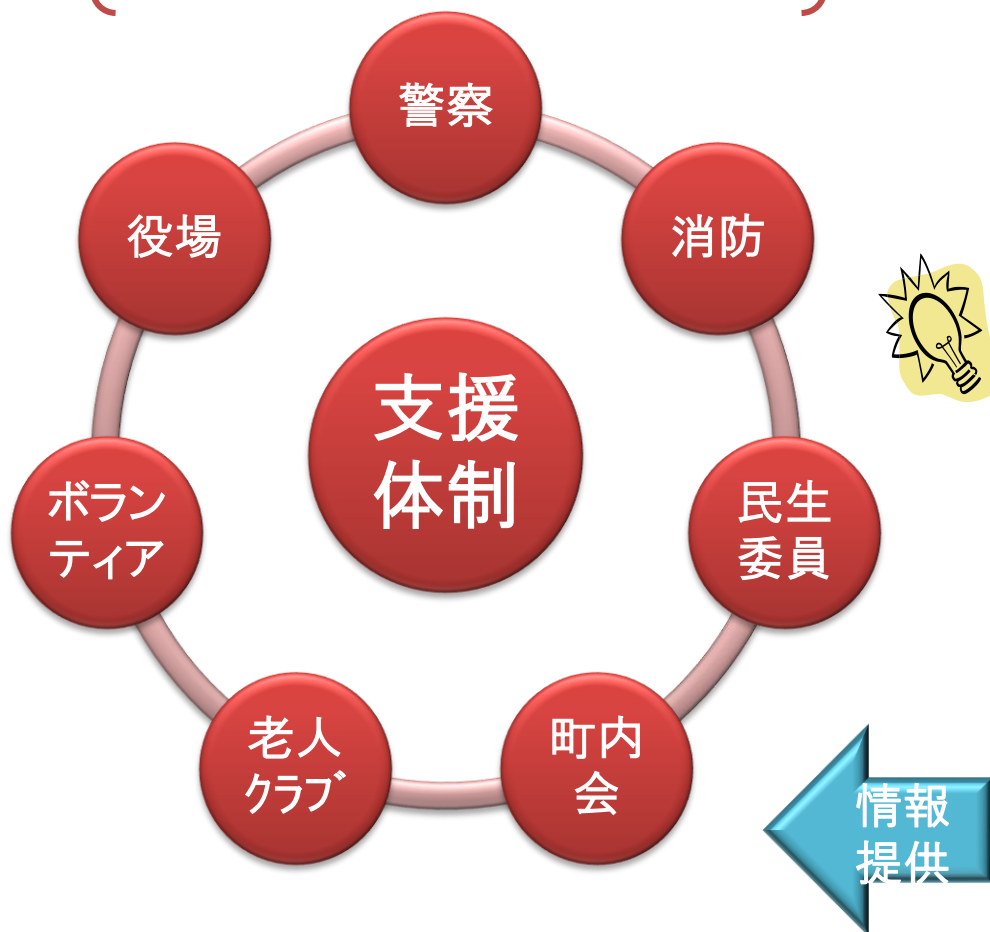 警察
役場
消防
支援
体制
ボラン
ティア
民生
委員
老人
クラブ
町内
会
情報
提供